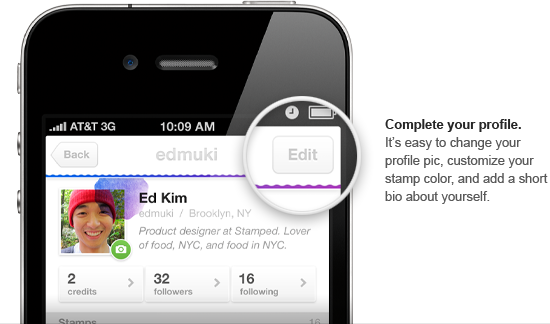 AT&T 3G 10:09 AM
Back edmuki Edit
Ed Kim
edmuki / Brooklyn, NY
Product designer at Stamped. Lover
of food, NYC, and food in NYC.
2 32 16
credits followers following
Stamps
Complete your profile.
It's easy to change your
profile pic, customize your
stamp color, and add a short
bio about yourself.